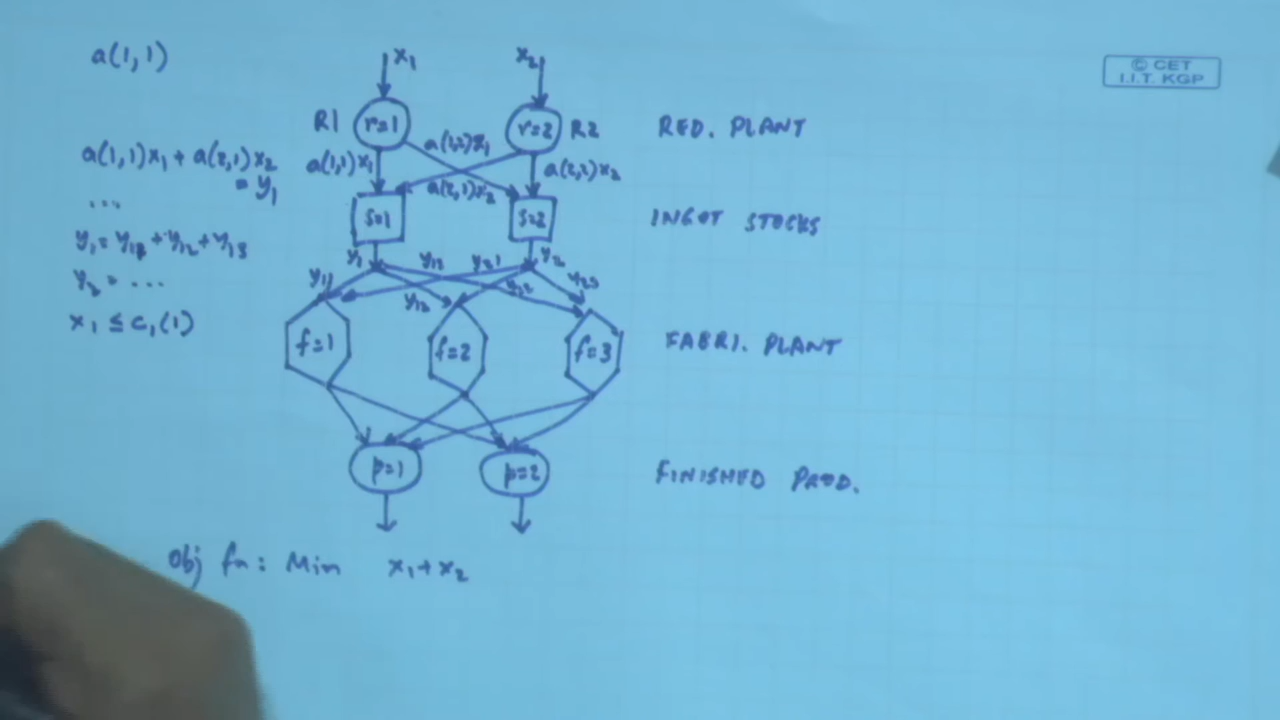 a(1,1)
x₁ x₂
© CET
I.I.T. KGP
R1 r=1 r=2 R2 RED. PLANT
a(1,2)x₁
a(1,1)x₁ + a(2,1)x₂
= y₁
a(1,1)x₁ a(2,2)x₂
a(2,1)x₂
...
s=1 s=2 INGOT STOCKS
y₁ = y₁₁ + y₁₂ + y₁₃
y₁ y₁₃ y₂₁ y₂
y₂ = ...
y₁₁ y₁₂ y₂₂ y₂₃
x₁ ≤ c₁(1)
f=1 f=2 f=3 FABRI. PLANT
p=1 p=2 FINISHED PROD.
Obj fn: Min x₁+x₂